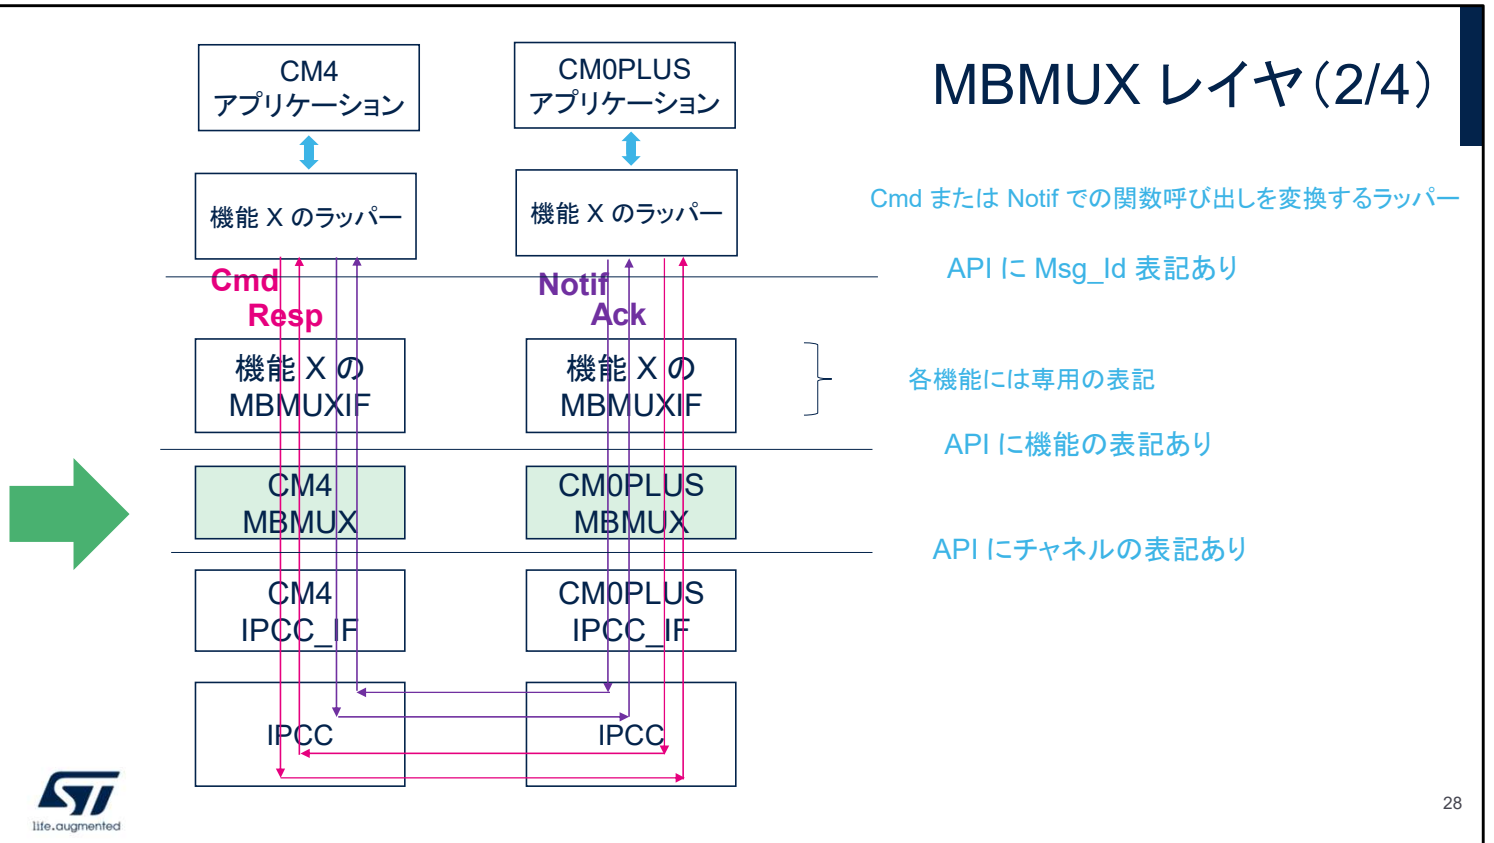 MBMUX レイヤ(2/4)
CM4
アプリケーション
CM0PLUS
アプリケーション
機能 X のラッパー
機能 X のラッパー
Cmd または Notif での関数呼び出しを変換するラッパー
API に Msg_Id 表記あり
Cmd
Resp
Notif
Ack
機能 X の
MBMUXIF
機能 X の
MBMUXIF
各機能には専用の表記
API に機能の表記あり
CM4
MBMUX
CM0PLUS
MBMUX
API にチャネルの表記あり
CM4
IPCC_IF
CM0PLUS
IPCC_IF
IPCC
IPCC
ST
life.augmented
28